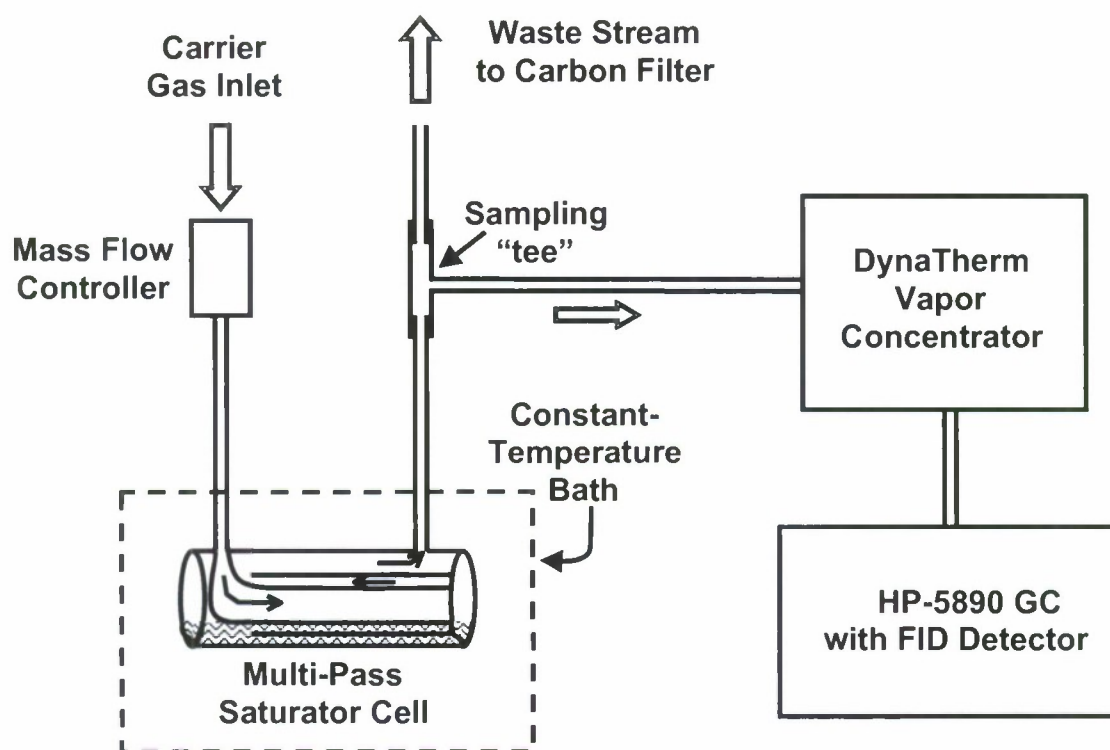 Carrier
Gas Inlet
Waste Stream
to Carbon Filter
Mass Flow
Controller
Sampling
“tee”
DynaTherm
Vapor
Concentrator
Constant-
Temperature
Bath
HP-5890 GC
with FID Detector
Multi-Pass
Saturator Cell